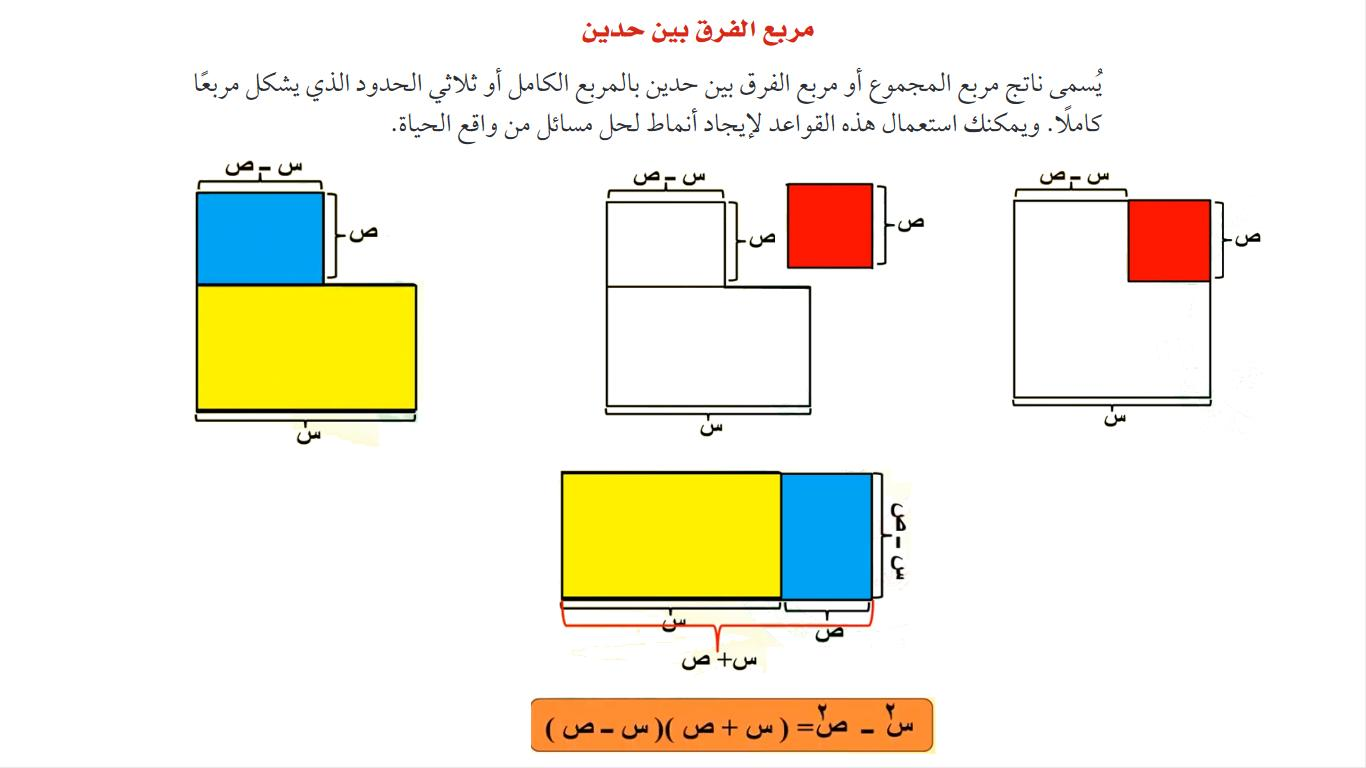 مربع الفرق بين حدين
يُسمى ناتج مربع المجموع أو مربع الفرق بين حدين بالمربع الكامل أو ثلاثي الحدود الذي يشكل مربعًا
كاملًا. ويمكنك استعمال هذه القواعد لإيجاد أنماط لحل مسائل من واقع الحياة.
س – ص
ص
س
س – ص
ص
ص
س
س – ص
ص
س
س – ص
ص
س
س+ ص
س٢ – ص٢ = ( س + ص )( س – ص )